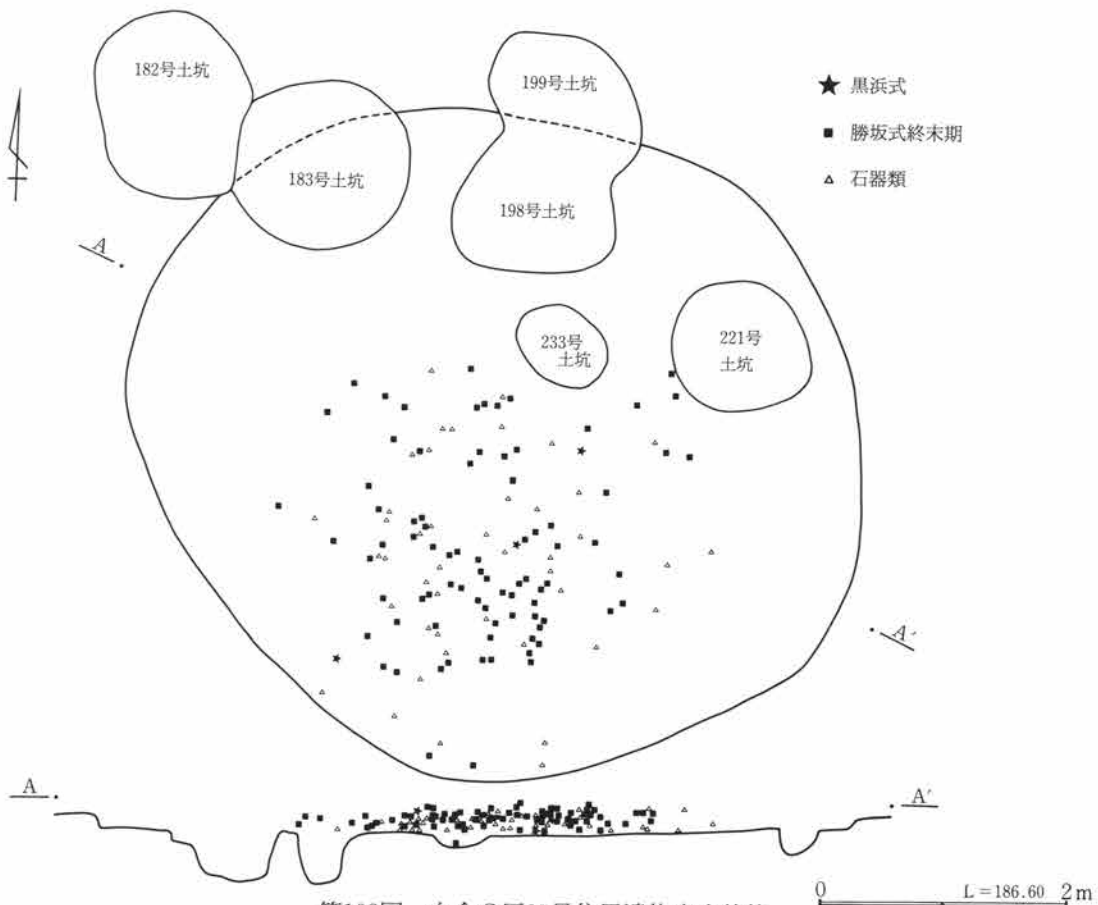 182号土坑
199号土坑
★ 黒浜式
■ 勝坂式終末期
△ 石器類
183号土坑
198号土坑
A
233号
土坑
221号
土坑
A′
A
A′
0
L=186.60
2m